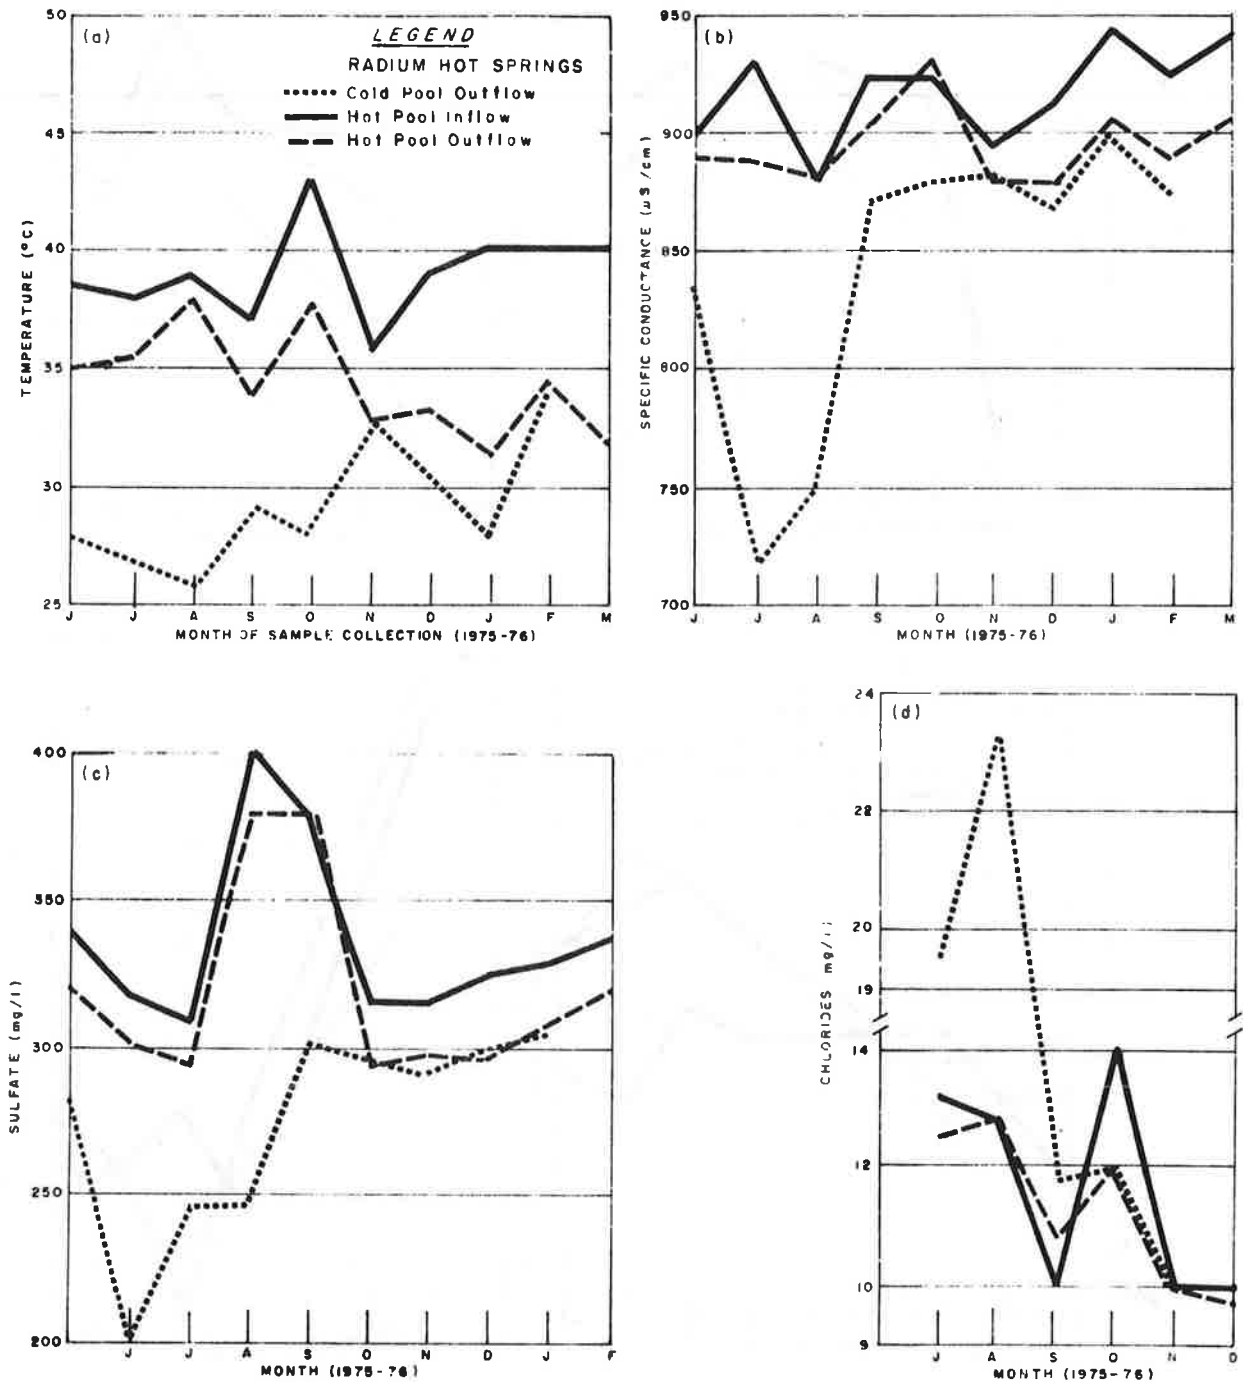 50
(a)
LEGEND
RADIUM HOT SPRINGS
Cold Pool Outflow
Hot Pool Inflow
Hot Pool Outflow
45
40
35
30
25
TEMPERATURE (°C)
J J A S O N D J F M
MONTH OF SAMPLE COLLECTION (1975-76)
950
(b)
900
850
800
750
700
SPECIFIC CONDUCTANCE (µS/cm)
J J A S O N D J F M
MONTH (1975-76)
400
(c)
350
300
250
200
SULFATE (mg/l)
J J A S O N D J F
MONTH (1975-76)
24
(d)
22
20
19
14
12
10
9
CHLORIDES mg/l
J A S O N D
MONTH (1975-76)